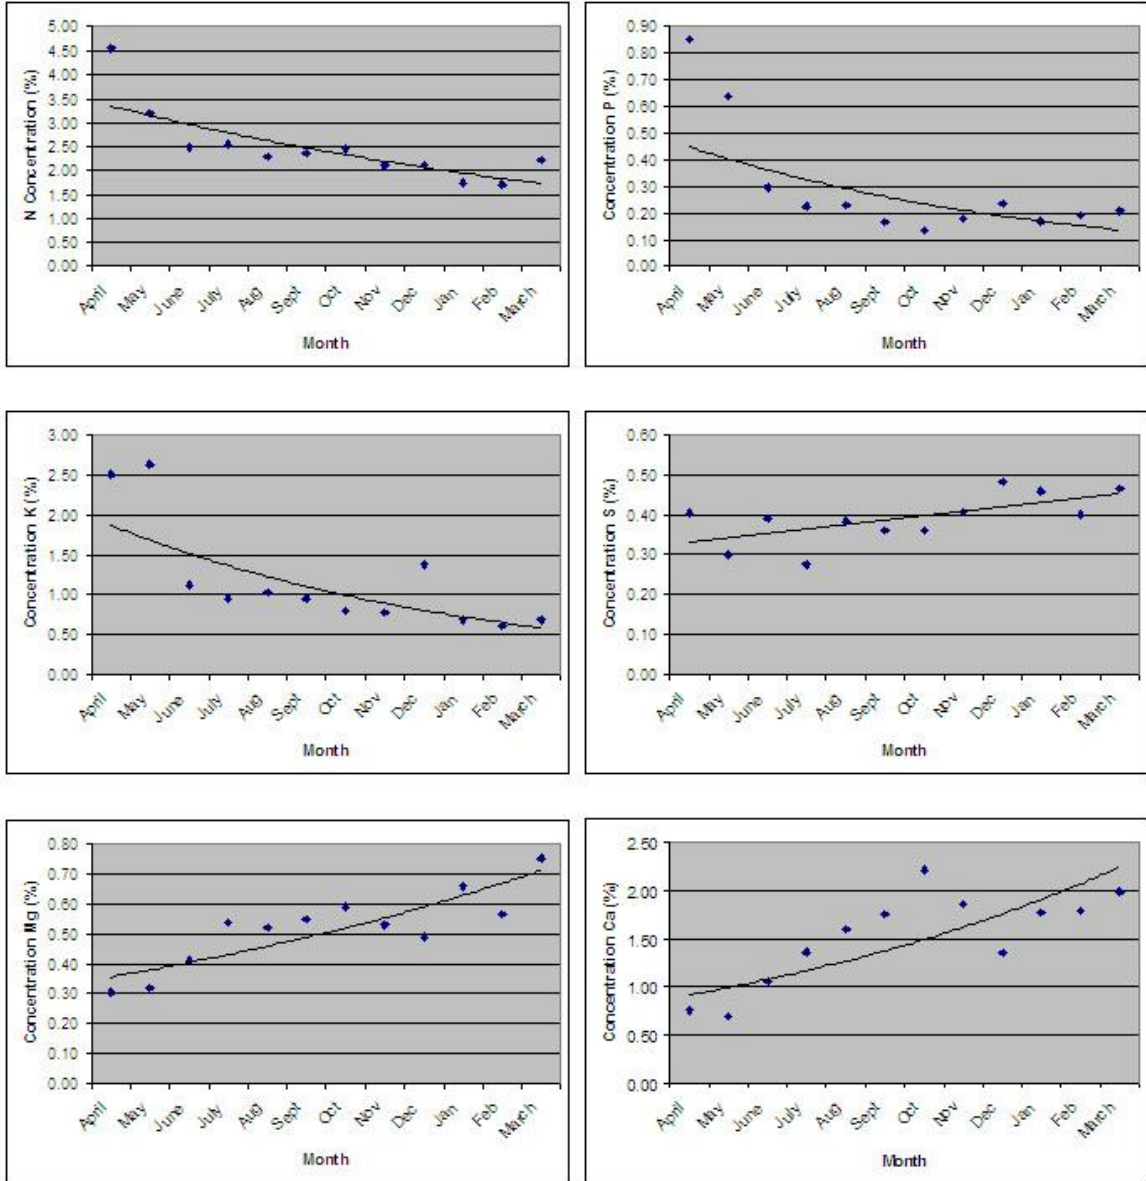 N Concentration (%)
5.00
4.50
4.00
3.50
3.00
2.50
2.00
1.50
1.00
0.50
0.00
April May June July Aug Sept Oct Nov Dec Jan Feb March
Month
Concentration P (%)
0.90
0.80
0.70
0.60
0.50
0.40
0.30
0.20
0.10
0.00
April May June July Aug Sept Oct Nov Dec Jan Feb March
Month
Concentration K (%)
3.00
2.50
2.00
1.50
1.00
0.50
0.00
April May June July Aug Sept Oct Nov Dec Jan Feb March
Month
Concentration S (%)
0.60
0.50
0.40
0.30
0.20
0.10
0.00
April May June July Aug Sept Oct Nov Dec Jan Feb March
Month
Concentration Mg (%)
0.80
0.70
0.60
0.50
0.40
0.30
0.20
0.10
0.00
April May June July Aug Sept Oct Nov Dec Jan Feb March
Month
Concentration Ca (%)
2.50
2.00
1.50
1.00
0.50
0.00
April May June July Aug Sept Oct Nov Dec Jan Feb March
Month